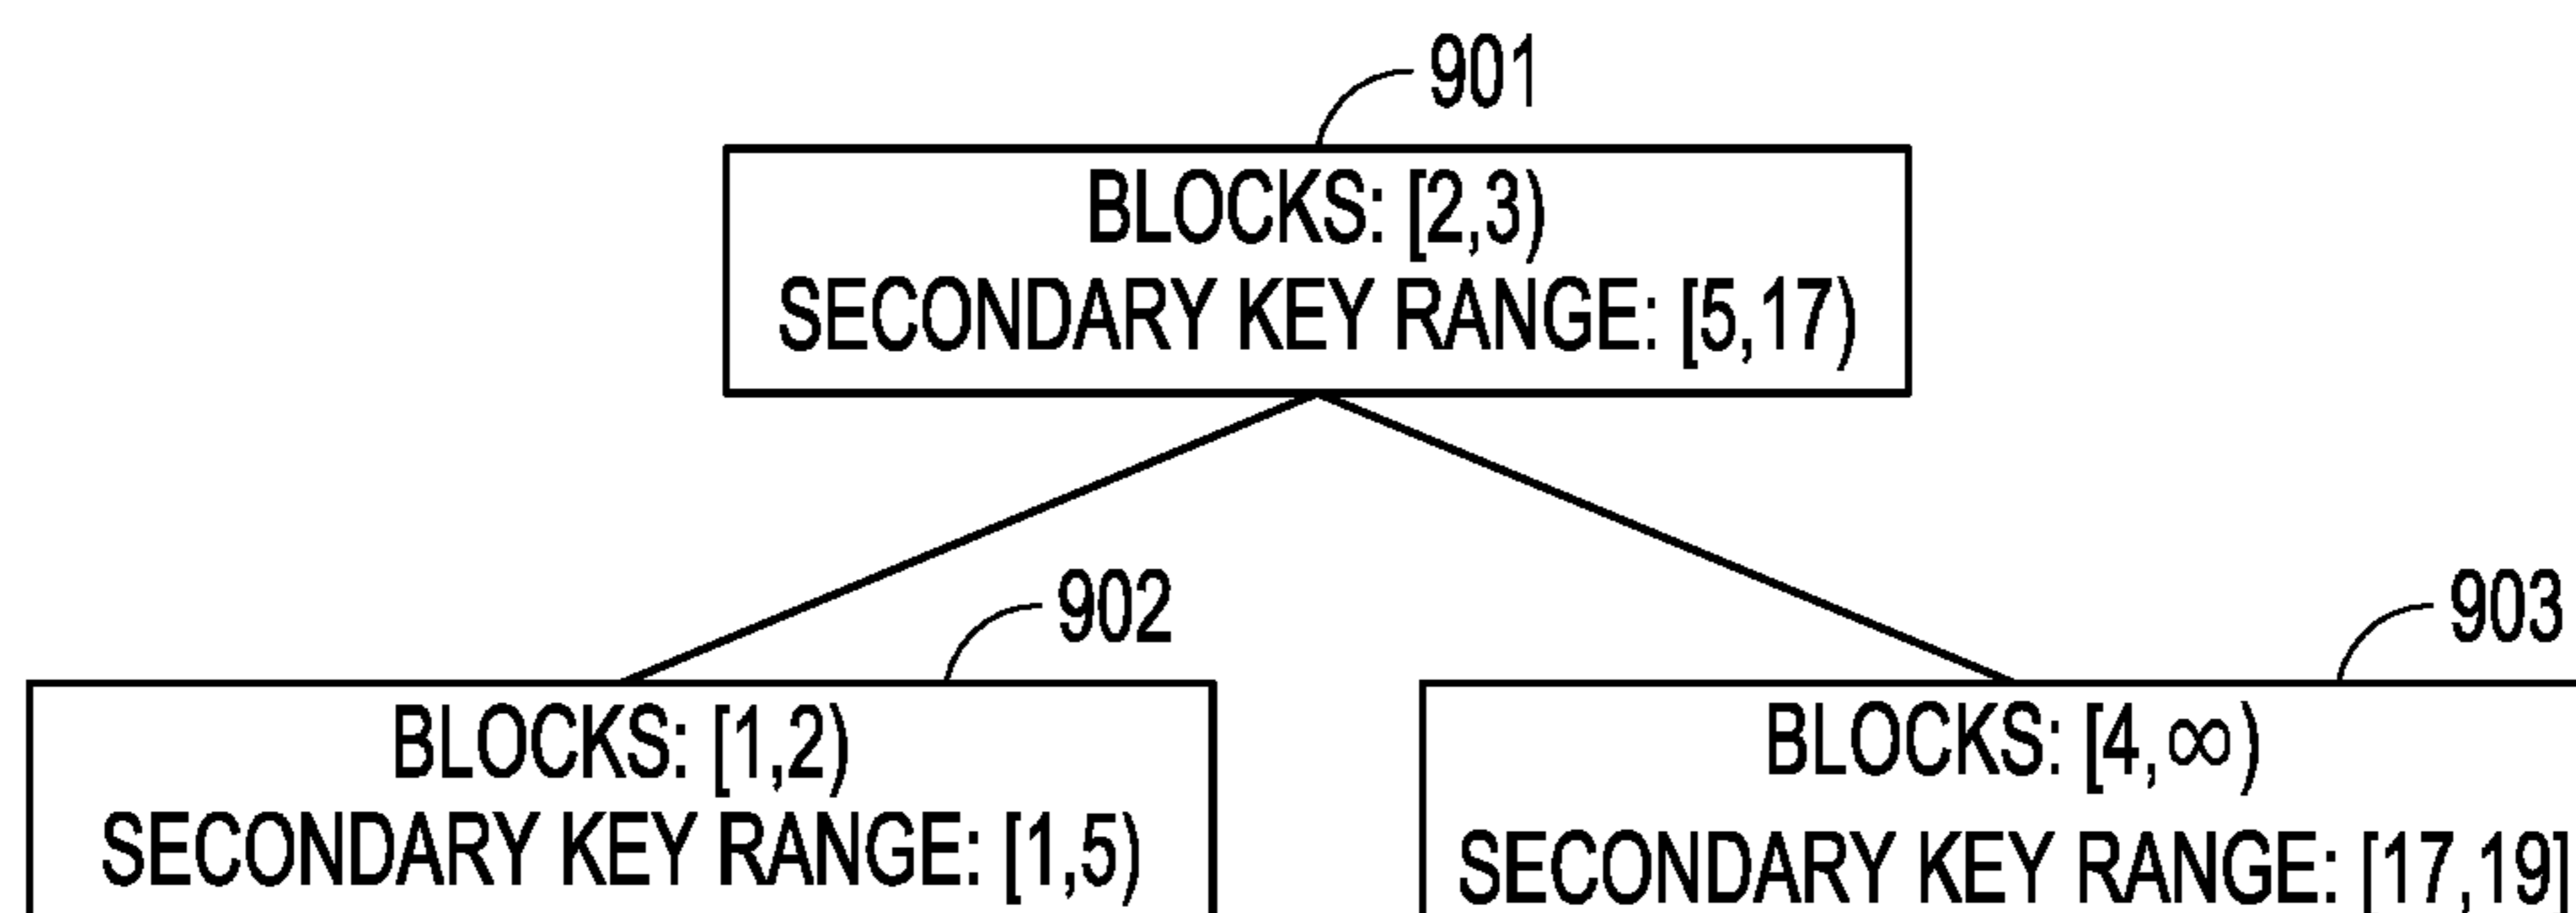 901
BLOCKS: [2,3)
SECONDARY KEY RANGE: [5,17)
902
903
BLOCKS: [1,2)
SECONDARY KEY RANGE: [1,5)
BLOCKS: [4,∞)
SECONDARY KEY RANGE: [17,19]